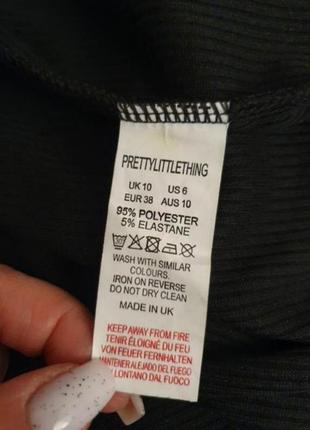 PRETTYLITTLETHING
UK 10 US 6
EUR 38 AUS 10
95% POLYESTER
5% ELASTANE
WASH WITH SIMILAR
COLOURS.
IRON ON REVERSE
DO NOT DRY CLEAN
MADE IN UK
KEEP AWAY FROM FIRE
TENIR ÉLOIGNÉ DU FEU
VON FEUER FERNHALTEN
MANTENER ALEJADO DEL FUEGO
LONTANO DAL FUOCO